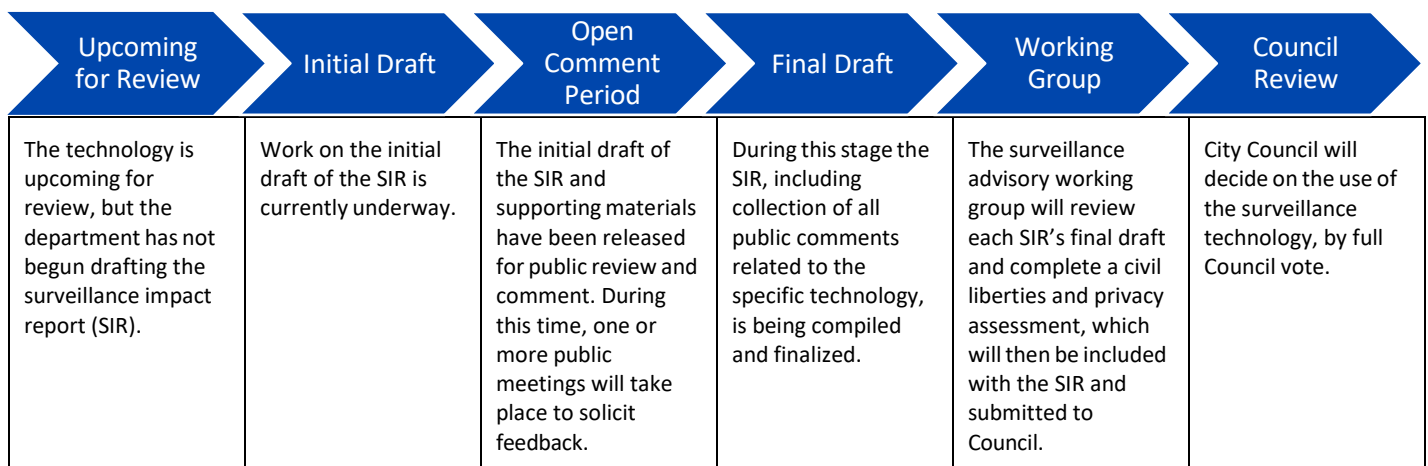 Upcoming
for Review
Initial Draft
Open
Comment
Period
Final Draft
Working
Group
Council
Review
The technology is
upcoming for
review, but the
department has not
begun drafting the
surveillance impact
report (SIR).
Work on the initial
draft of the SIR is
currently underway.
The initial draft of
the SIR and
supporting materials
have been released
for public review and
comment. During
this time, one or
more public
meetings will take
place to solicit
feedback.
During this stage the
SIR, including
collection of all
public comments
related to the
specific technology,
is being compiled
and finalized.
The surveillance
advisory working
group will review
each SIR’s final draft
and complete a civil
liberties and privacy
assessment, which
will then be included
with the SIR and
submitted to
Council.
City Council will
decide on the use of
the surveillance
technology, by full
Council vote.